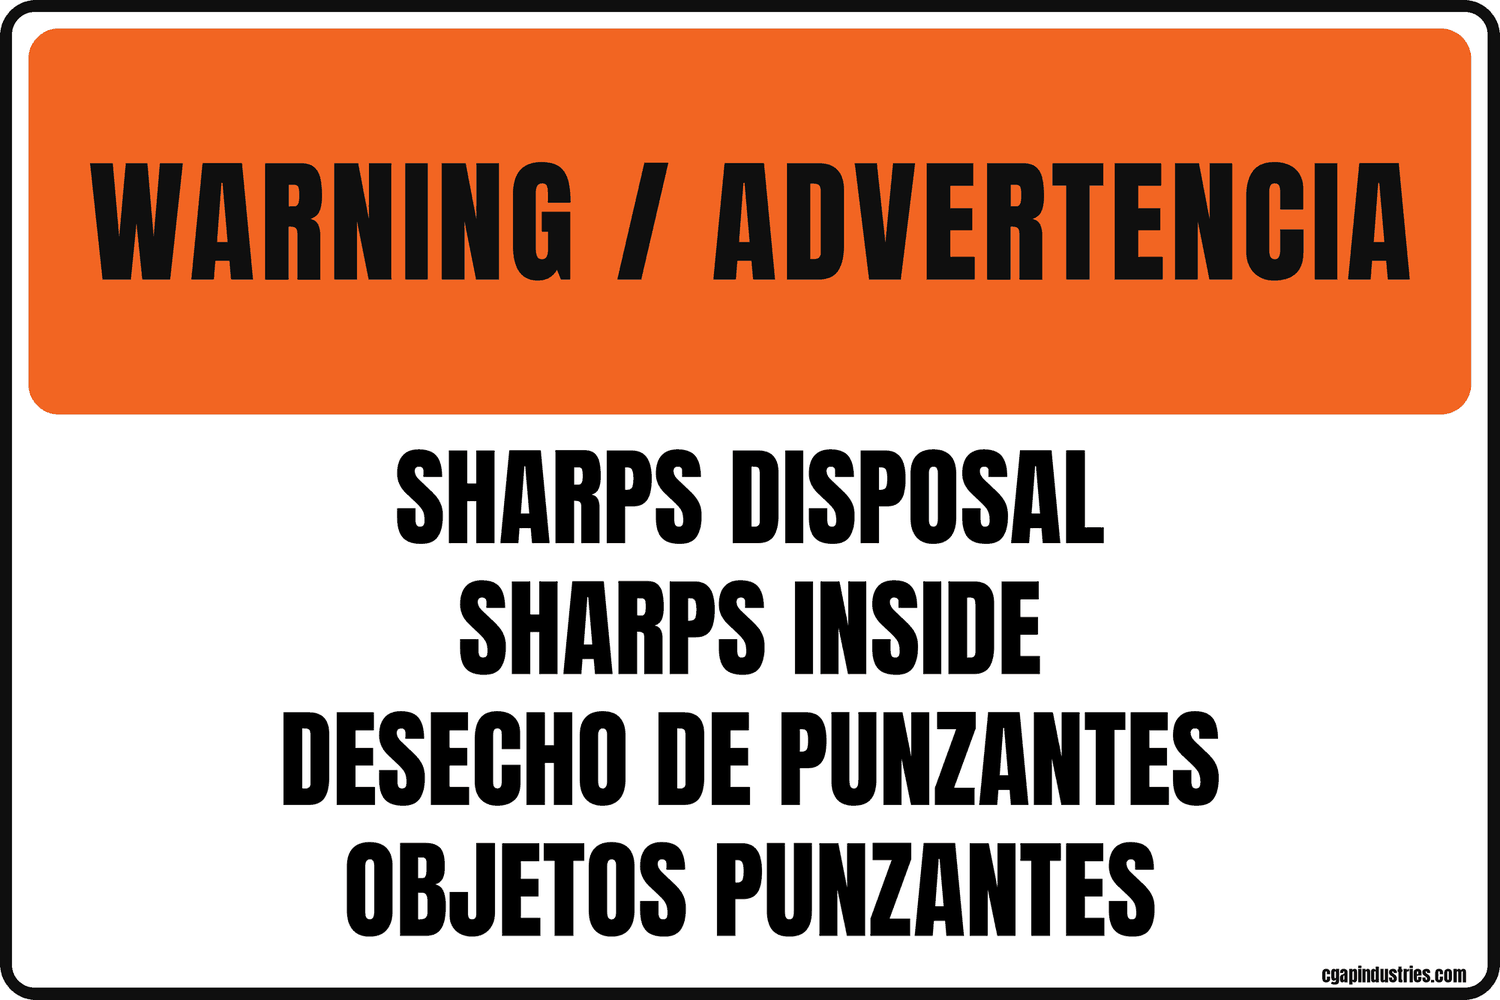 WARNING / ADVERTENCIA
SHARPS DISPOSAL
SHARPS INSIDE
DESECHO DE PUNZANTES
OBJETOS PUNZANTES
cgapindustries.com